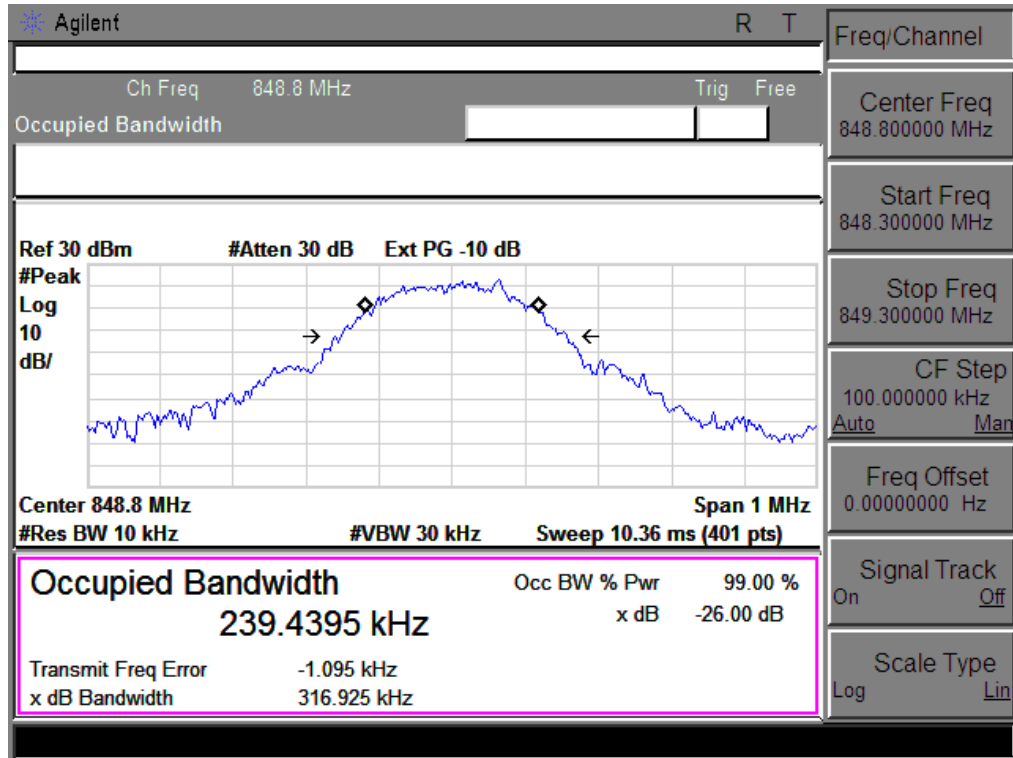 Agilent R T
Ch Freq 848.8 MHz Trig Free
Occupied Bandwidth
Ref 30 dBm #Atten 30 dB Ext PG -10 dB
#Peak
Log
10
dB/
Center 848.8 MHz Span 1 MHz
#Res BW 10 kHz #VBW 30 kHz Sweep 10.36 ms (401 pts)
Occupied Bandwidth Occ BW % Pwr 99.00 %
239.4395 kHz x dB -26.00 dB
Transmit Freq Error -1.095 kHz
x dB Bandwidth 316.925 kHz
Freq/Channel
Center Freq
848.800000 MHz
Start Freq
848.300000 MHz
Stop Freq
849.300000 MHz
CF Step
100.000000 kHz
Auto Man
Freq Offset
0.00000000 Hz
Signal Track
On Off
Scale Type
Log Lin